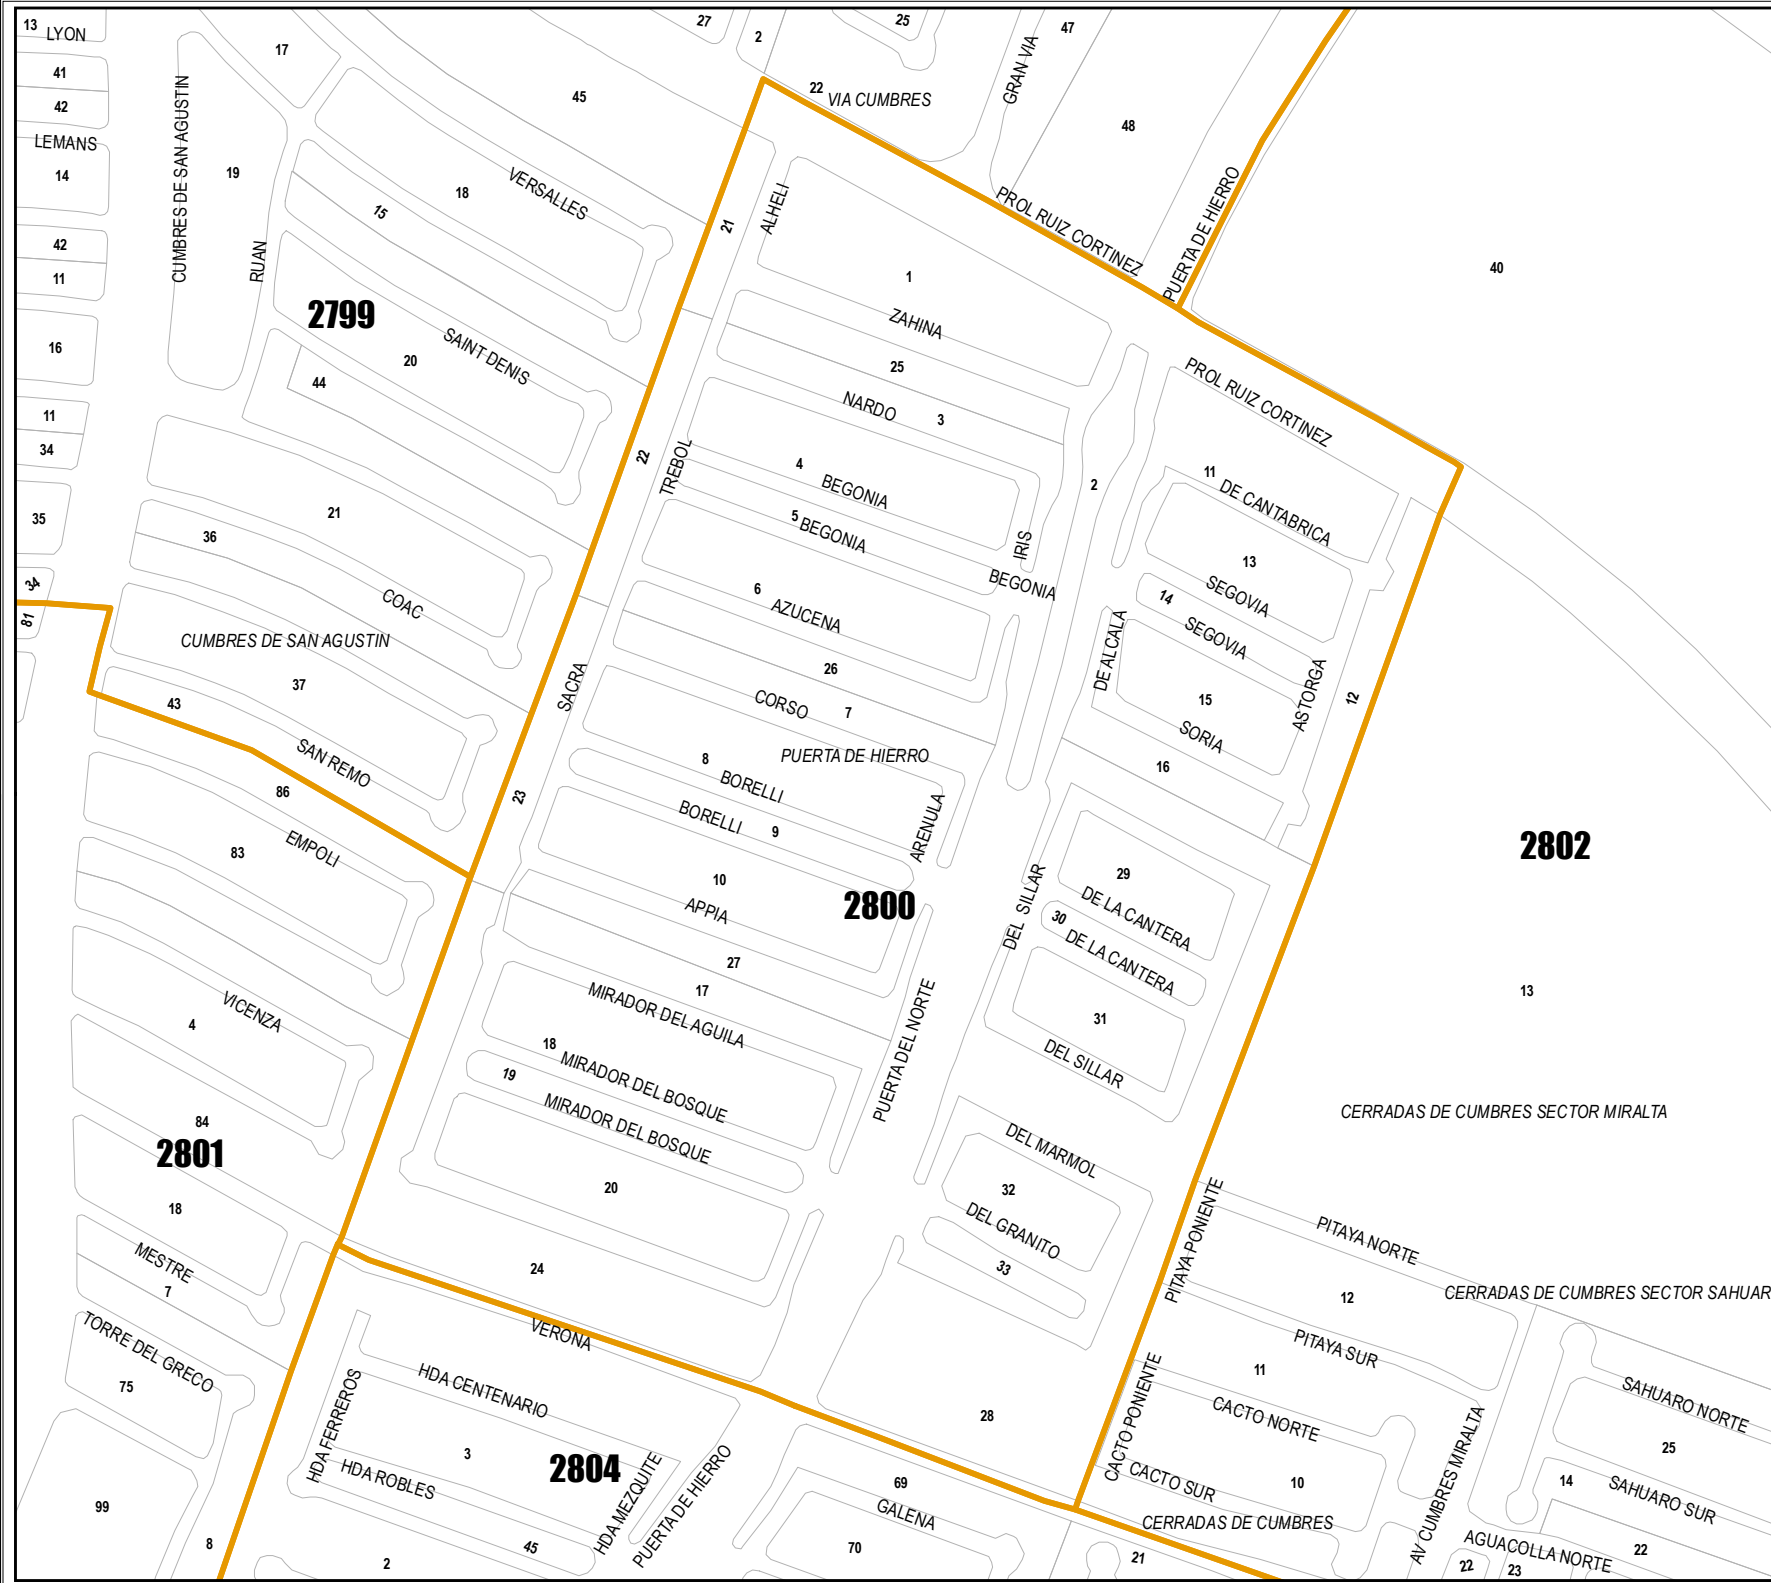 13 LYON
41
42
LEMANS
14
42
11
16
11
34
35
34
81
CUMBRES DE SAN AGUSTIN
17
19
RUAN
45
27
2
25
22 VIA CUMBRES
GRAN VIA
47
48
PUERTA DE HIERRO
40
PROL RUIZ CORTINEZ
VERSALLES
18
15
2799
SAINT DENIS
20
44
21
36
COAC
CUMBRES DE SAN AGUSTIN
37
43
SAN REMO
86
EMPOLI
83
VICENZA
4
84
2801
18
MESTRE
7
TORRE DEL GRECO
75
99
8
21
ALHELI
1
ZAHINA
25
NARDO
3
22
TREBOL
4
BEGONIA
5 BEGONIA
IRIS
BEGONIA
2
6
AZUCENA
26
SACRA
CORSO
7
PUERTA DE HIERRO
8
BORELLI
BORELLI
9
ARENULA
23
10
APPIA
2800
27
17
MIRADOR DEL AGUILA
18
MIRADOR DEL BOSQUE
19
MIRADOR DEL BOSQUE
20
24
PUERTA DEL NORTE
PROL RUIZ CORTINEZ
11
DE CANTABRICA
13
SEGOVIA
14
SEGOVIA
DE ALCALA
15
SORIA
ASTORGA
12
16
29
DE LA CANTERA
30
DE LA CANTERA
DEL SILLAR
31
DEL SILLAR
DEL MARMOL
32
DEL GRANITO
33
28
2802
13
CERRADAS DE CUMBRES SECTOR MIRALTA
PITAYA PONIENTE
PITAYA NORTE
CERRADAS DE CUMBRES SECTOR SAHUAR
12
PITAYA SUR
11
CACTO PONIENTE
CACTO NORTE
10
CACTO SUR
CERRADAS DE CUMBRES
AV CUMBRES MIRALTA
SAHUARO NORTE
25
14
SAHUARO SUR
AGUACOLLA NORTE
22
22
23
21
VERONA
HDA CENTENARIO
HDA FERREROS
3
2804
HDA ROBLES
45
2
HDA MEZQUITE
PUERTA DE HIERRO
69
GALENA
70